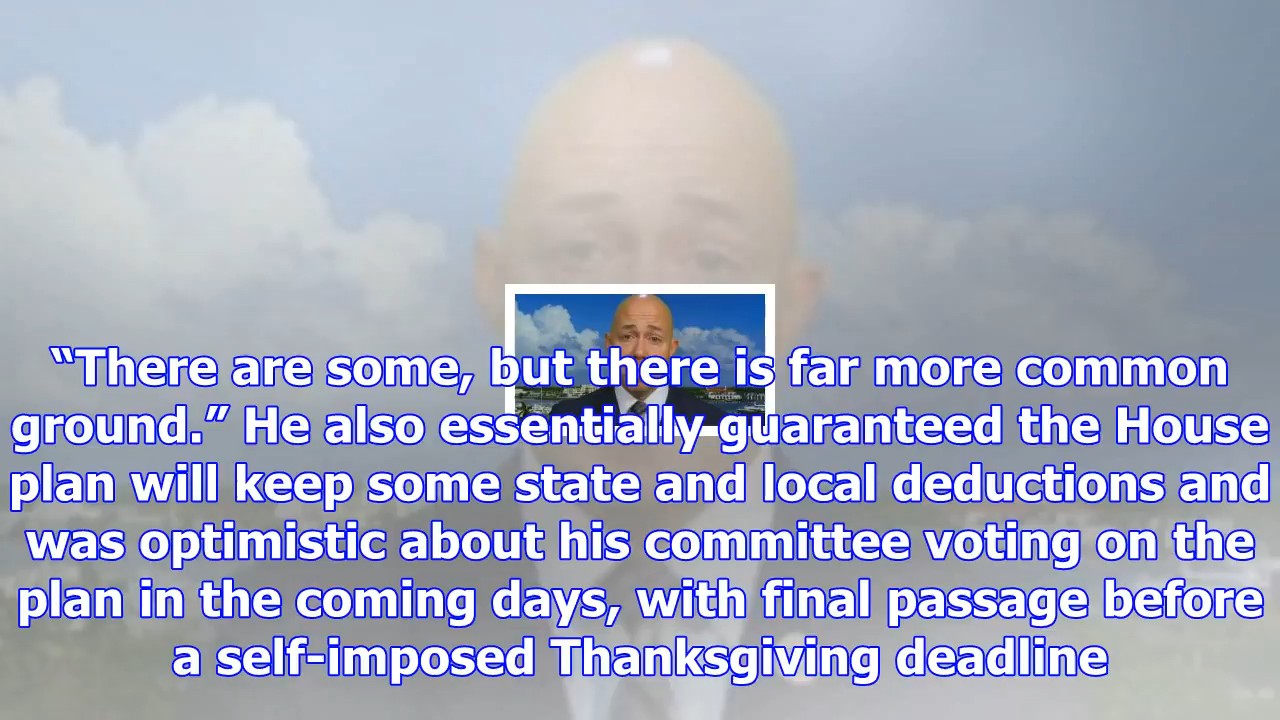 “There are some, but there is far more common
ground.” He also essentially guaranteed the House
plan will keep some state and local deductions and
was optimistic about his committee voting on the
plan in the coming days, with final passage before
a self-imposed Thanksgiving deadline